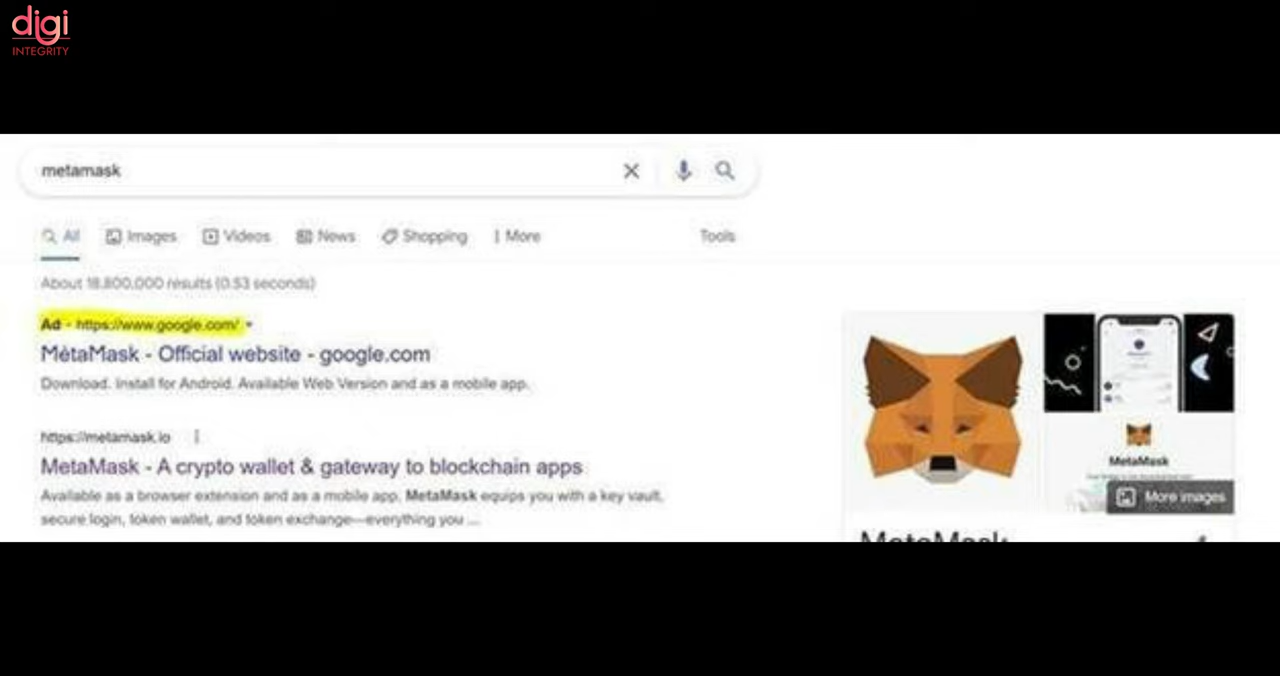 digi
INTEGRITY
metamask
All Images Videos News Shopping More Tools
About 18,800,000 results (0.53 seconds)
Ad · https://www.google.com/
MėtaMask - Official website - google.com
Download. Install for Android. Available Web Version and as a mobile app.
https://metamask.io
MetaMask - A crypto wallet & gateway to blockchain apps
Available as a browser extension and as a mobile app, MetaMask equips you with a key vault,
secure login, token wallet, and token exchange—everything you ...
MetaMask
More images
MetaMask